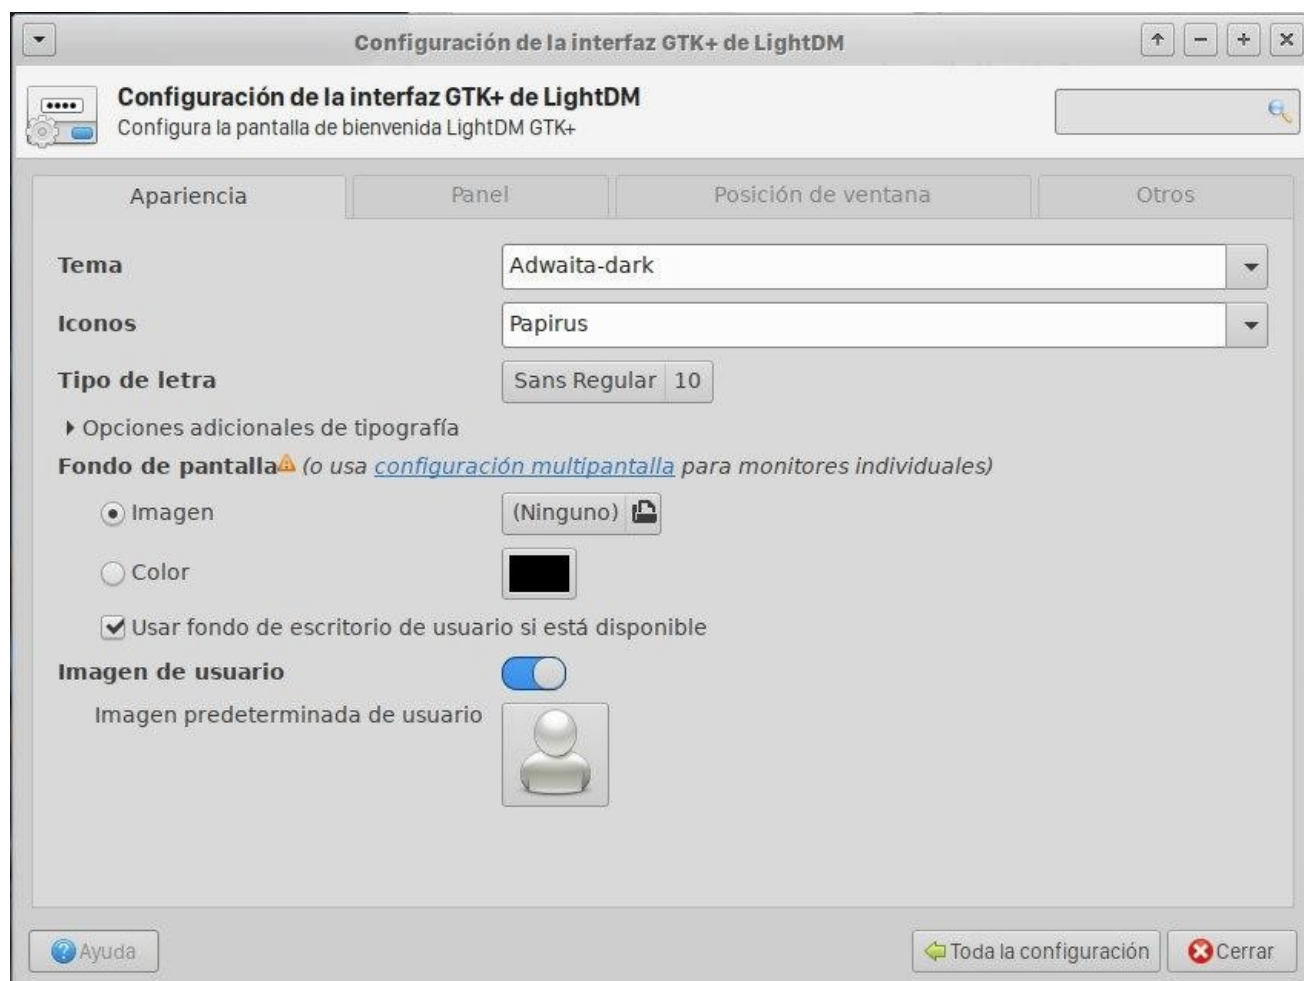 Configuración de la interfaz GTK+ de LightDM
Configuración de la interfaz GTK+ de LightDM
Configura la pantalla de bienvenida LightDM GTK+
Apariencia Panel Posición de ventana Otros
Tema Adwaita-dark
Iconos Papirus
Tipo de letra Sans Regular 10
Opciones adicionales de tipografía
Fondo de pantalla (o usa configuración multipantalla para monitores individuales)
Imagen (Ninguno)
Color
Usar fondo de escritorio de usuario si está disponible
Imagen de usuario
Imagen predeterminada de usuario
Ayuda Toda la configuración Cerrar